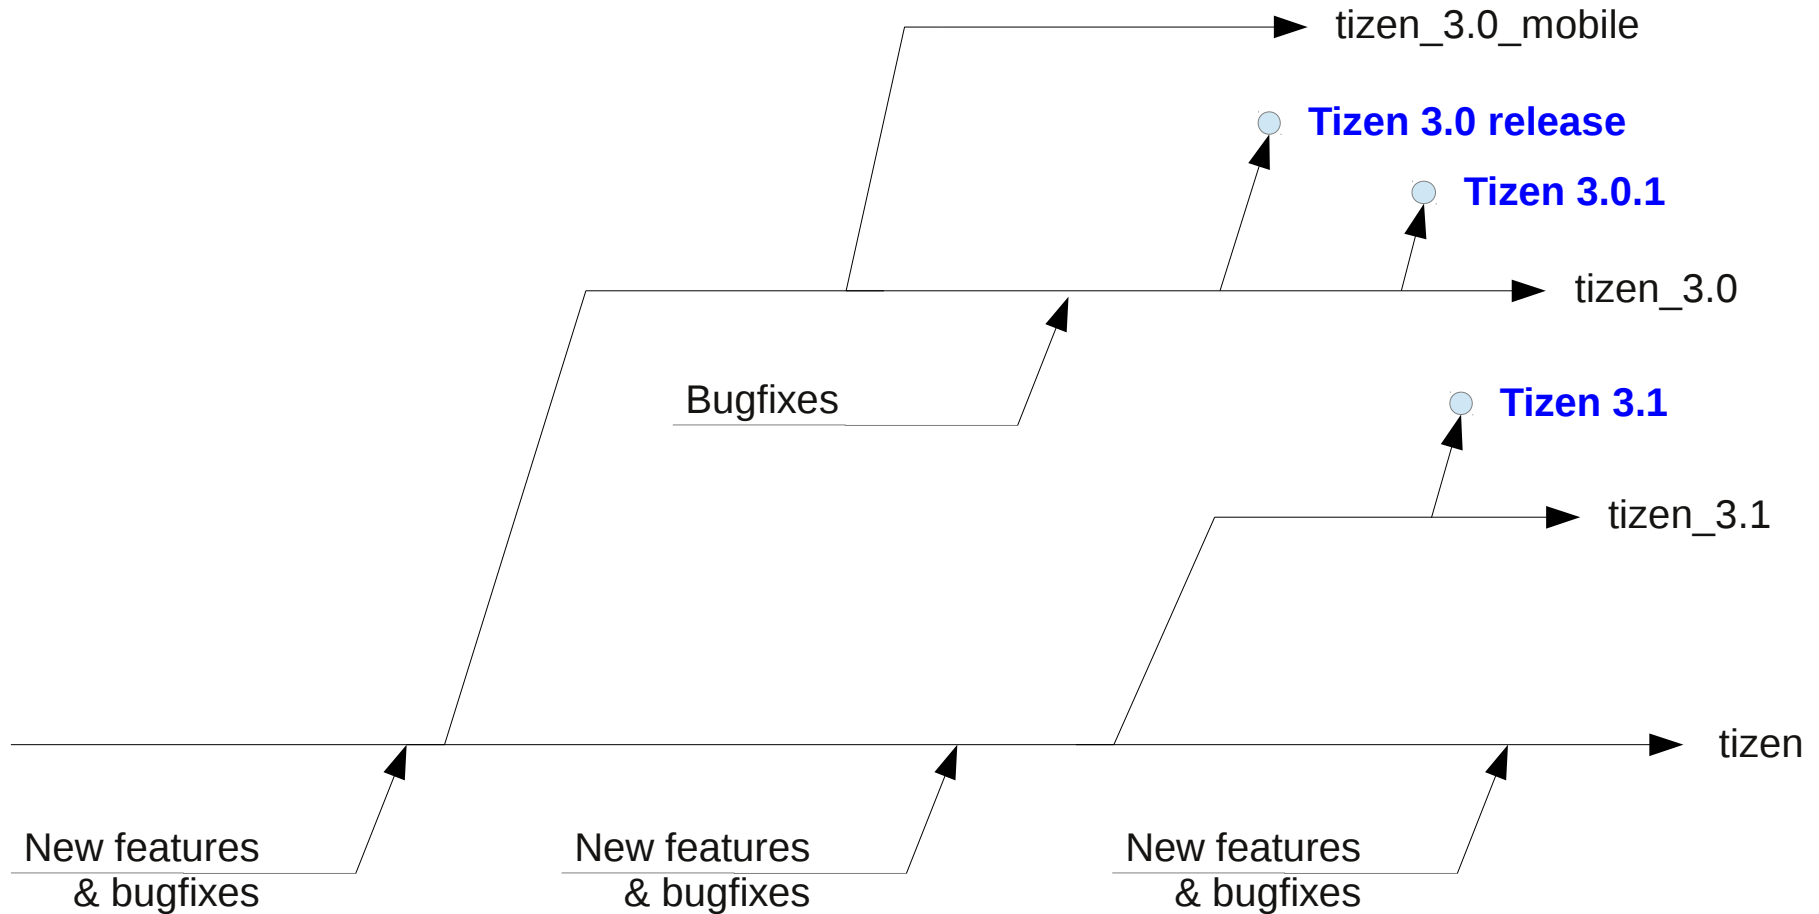 tizen_3.0_mobile
Tizen 3.0 release
Tizen 3.0.1
tizen_3.0
Bugfixes
Tizen 3.1
tizen_3.1
tizen
New features
& bugfixes
New features
& bugfixes
New features
& bugfixes